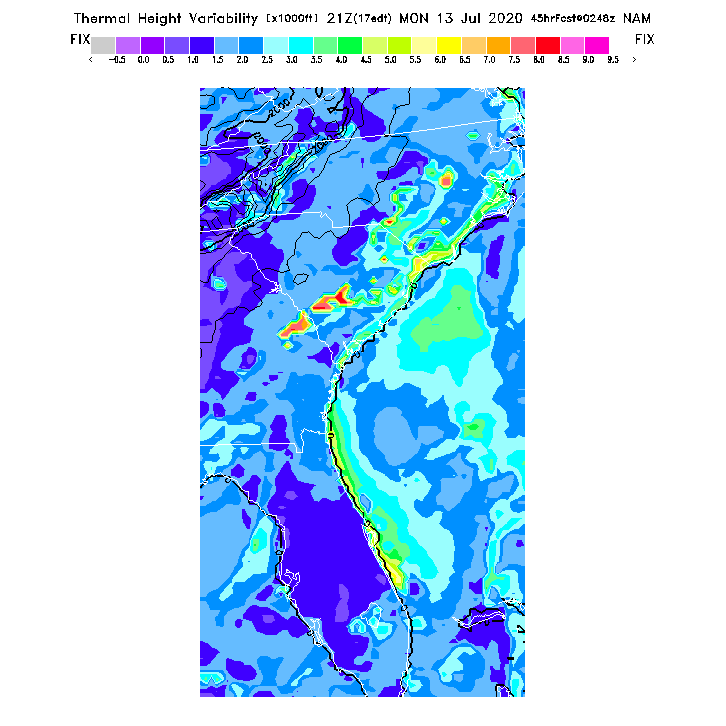 Thermal Height Variability [x1000ft] 21Z(17edt) MON 13 Jul 2020 45hrFcst@0248z NAM
FIX FIX
< -0.5 0.0 0.5 1.0 1.5 2.0 2.5 3.0 3.5 4.0 4.5 5.0 5.5 6.0 6.5 7.0 7.5 8.0 8.5 9.0 9.5 >
2000